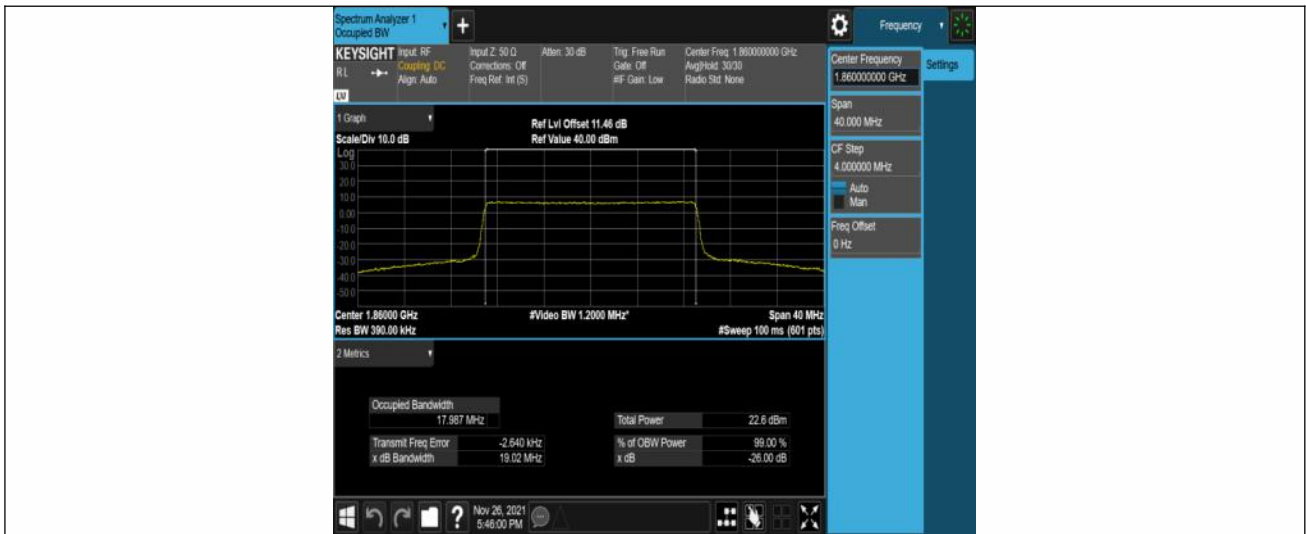 Spectrum Analyzer 1
Occupied BW
Frequency
KEYSIGHT
R L
Input: RF
Coupling: DC
Align: Auto
Input Z: 50 Ω
Corrections: Off
Freq Ref: Int (S)
Atten: 30 dB
Trig: Free Run
Gate: Off
#IF Gain: Low
Center Freq: 1.860000000 GHz
Avg|Hold: 30/30
Radio Std: None
Center Frequency
1.860000000 GHz
Settings
Span
40.000 MHz
CF Step
4.000000 MHz
Auto
Man
Freq Offset
0 Hz
1 Graph
Scale/Div 10.0 dB
Ref Lvl Offset 11.46 dB
Ref Value 40.00 dBm
Log
30.0
20.0
10.0
0.00
-10.0
-20.0
-30.0
-40.0
-50.0
Center 1.86000 GHz
#Video BW 1.2000 MHz*
Span 40 MHz
Res BW 390.00 kHz
#Sweep 100 ms (601 pts)
2 Metrics
Occupied Bandwidth
17.987 MHz
Total Power 22.6 dBm
Transmit Freq Error -2.640 kHz
% of OBW Power 99.00 %
x dB Bandwidth 19.02 MHz
x dB -26.00 dB
Nov 26, 2021
5:46:00 PM